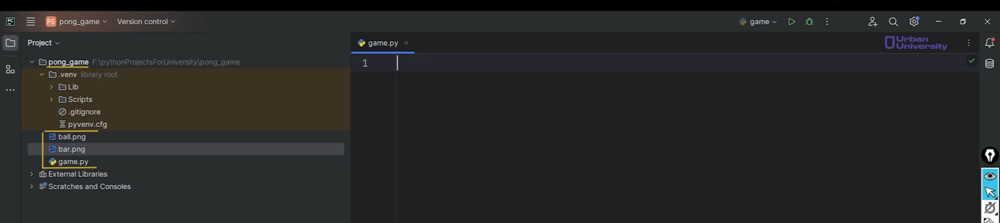 PC PG pong_game Version control game
Project game.py Urban University
pong_game F:\pythonProjectsForUniversity\pong_game 1
.venv library root
Lib
Scripts
.gitignore
pyvenv.cfg
ball.png
bar.png
game.py
External Libraries
Scratches and Consoles